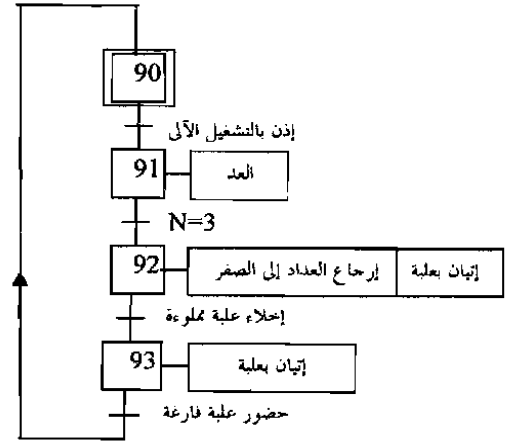 90
إذن بالتشغيل الآلى
91 العد
N=3
92 إرجاع العداد إلى الصفر إتيان بعلبة
إخلاء علبة مملوءة
93 إتيان بعلبة
حضور علبة فارغة